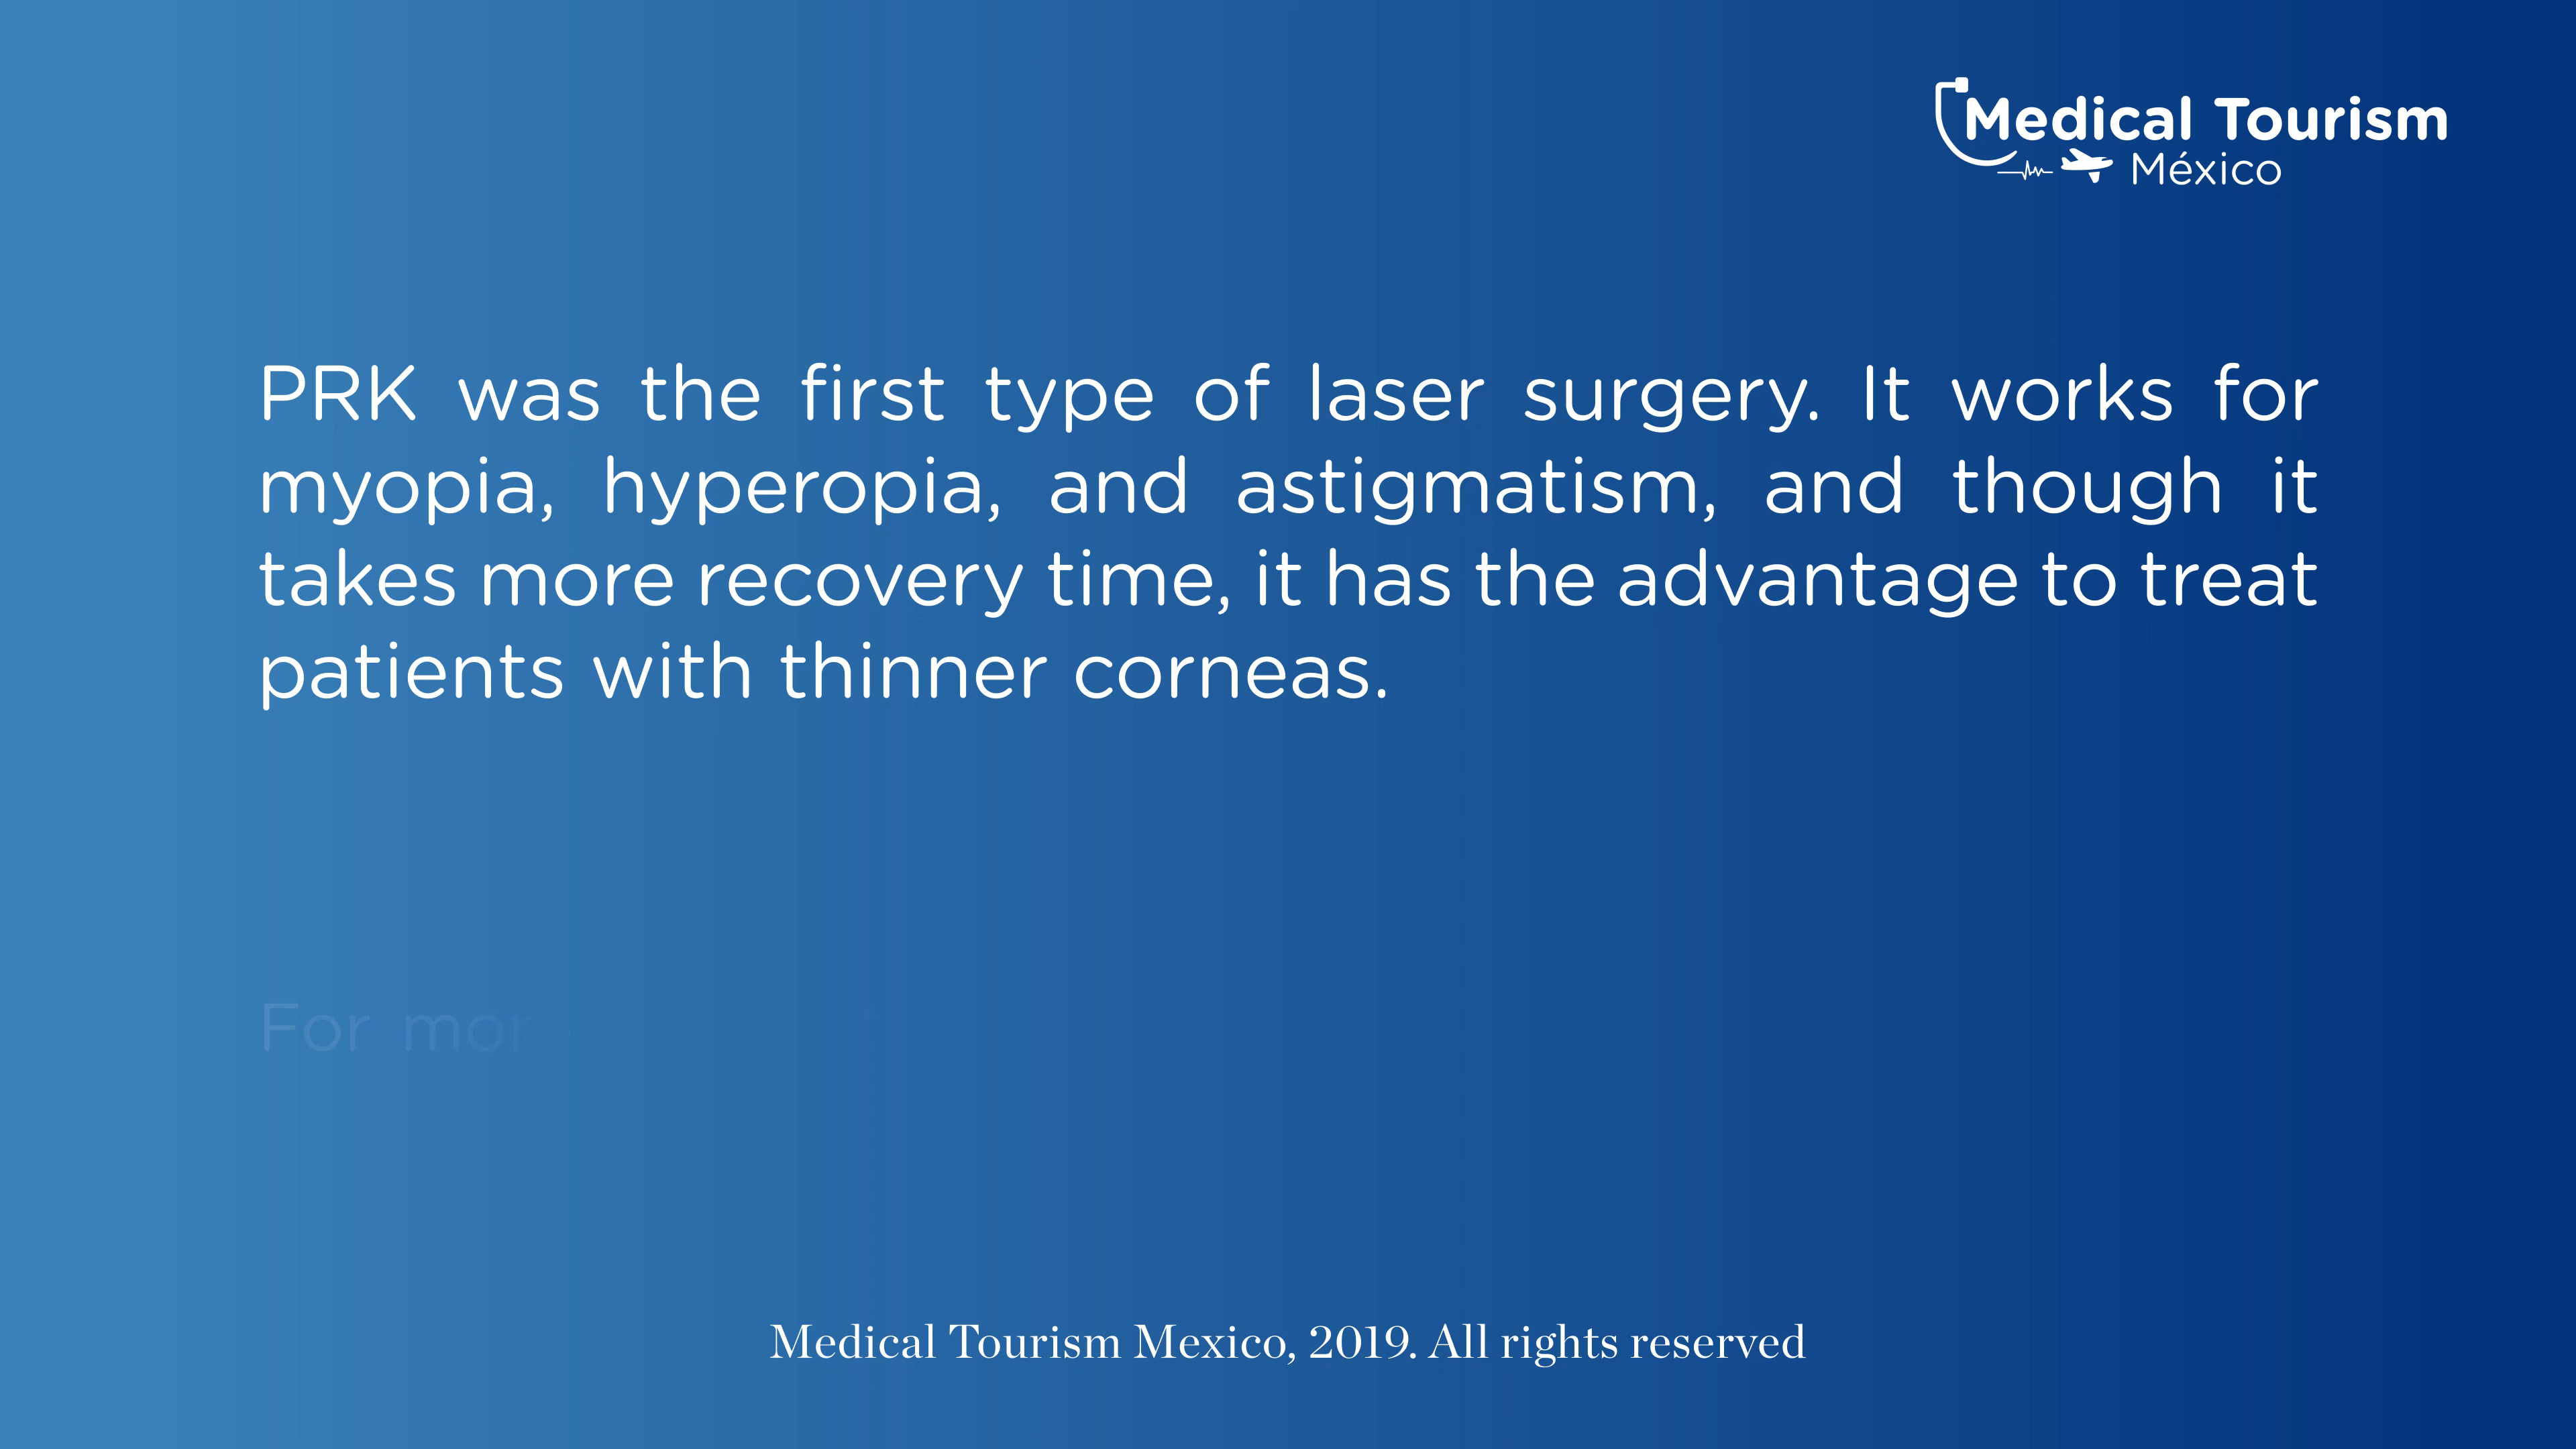 Medical Tourism
México
PRK was the first type of laser surgery. It works for
myopia, hyperopia, and astigmatism, and though it
takes more recovery time, it has the advantage to treat
patients with thinner corneas.
For
Medical Tourism Mexico, 2019. All rights reserved